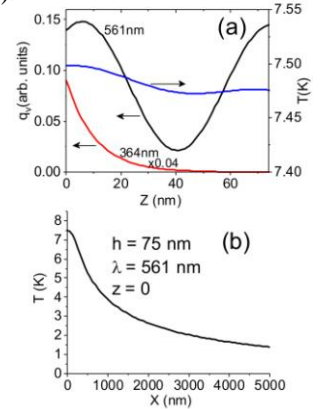 )
(a)
561nm
364nm
x0.04
q_v(arb. units)
0.15
0.10
0.05
0.00
T(K)
7.55
7.50
7.45
7.40
0 20 40 60
Z (nm)
(b)
h = 75 nm
λ = 561 nm
z = 0
T (K)
8
7
6
5
4
3
2
1
0
0 1000 2000 3000 4000 5000
X (nm)